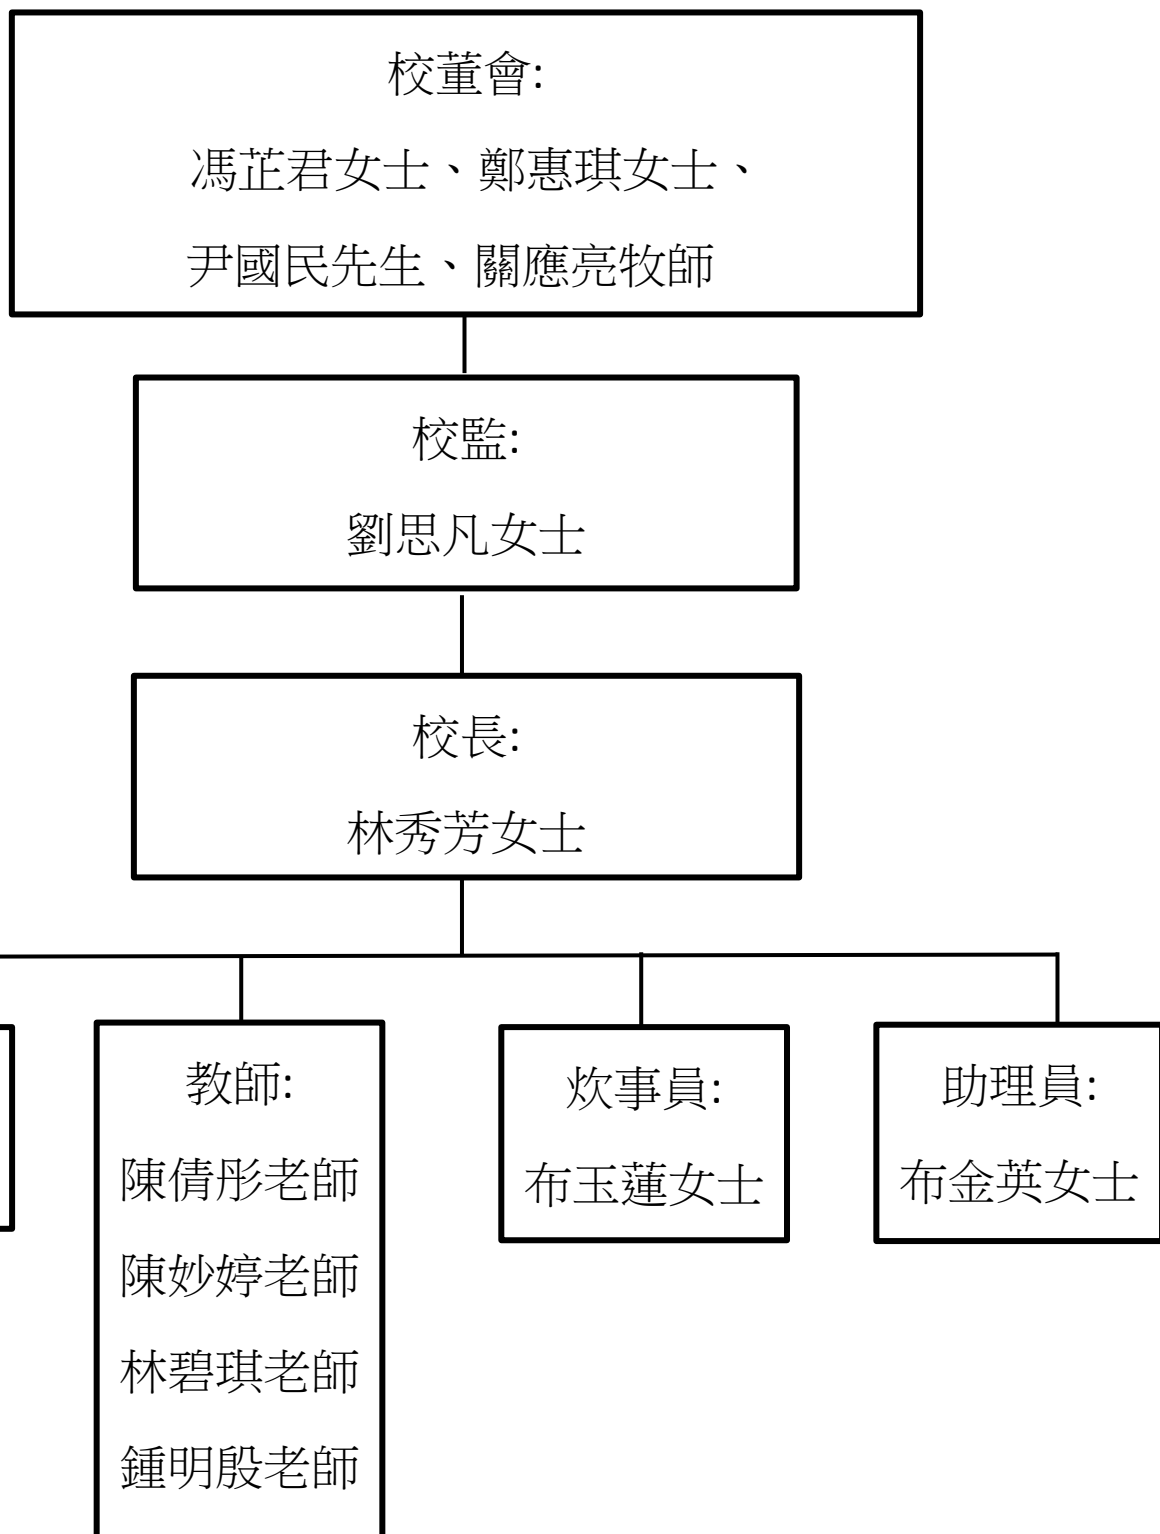 校董會:
馮芷君女士、鄭惠琪女士、
尹國民先生、關應亮牧師
校監:
劉思凡女士
校長:
林秀芳女士
教師:
陳倩彤老師
陳妙婷老師
林碧琪老師
鍾明殷老師
炊事員:
布玉蓮女士
助理員:
布金英女士